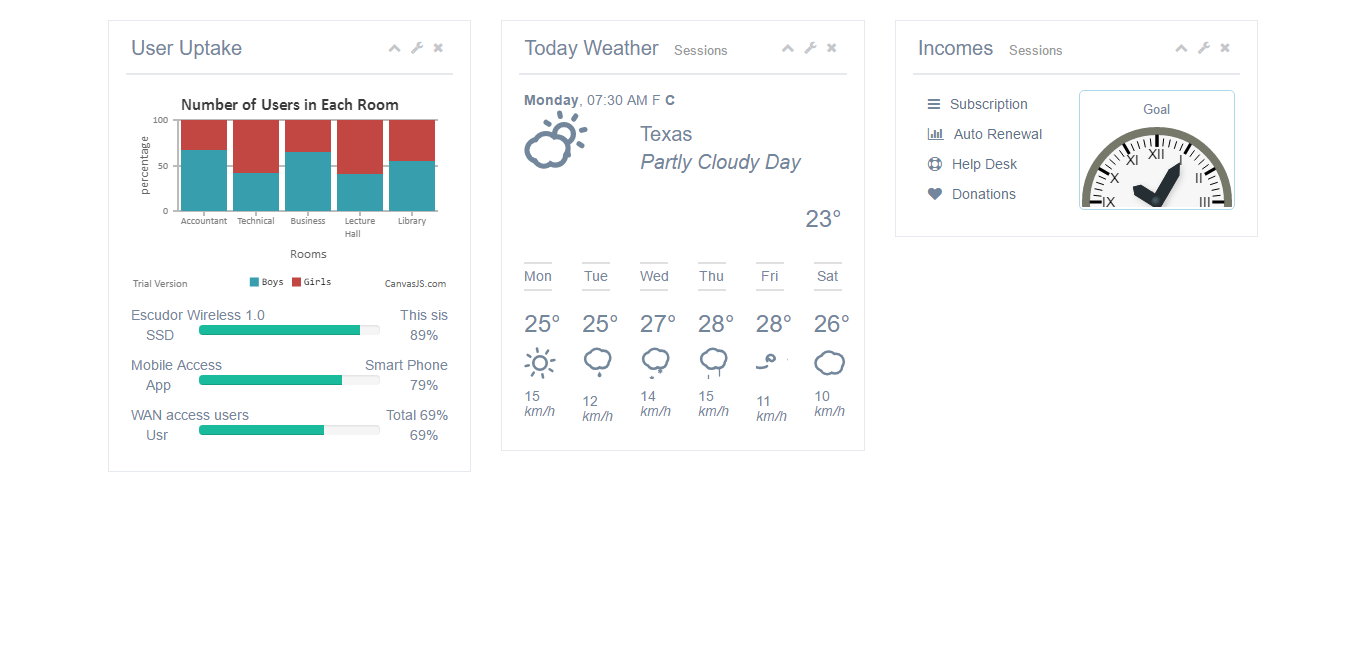 User Uptake
Number of Users in Each Room
percentage
100
50
0
Accountant Technical Business Lecture Hall Library
Rooms
Boys Girls
Trial Version
CanvasJS.com
Escudor Wireless 1.0 This sis
SSD 89%
Mobile Access Smart Phone
App 79%
WAN access users Total 69%
Usr 69%
Today Weather Sessions
Monday, 07:30 AM F C
Texas
Partly Cloudy Day
23°
Mon Tue Wed Thu Fri Sat
25° 25° 27° 28° 28° 26°
15 12 14 15 11 10
km/h km/h km/h km/h km/h km/h
Incomes Sessions
Subscription
Auto Renewal
Help Desk
Donations
Goal
IX X XI XII I II III